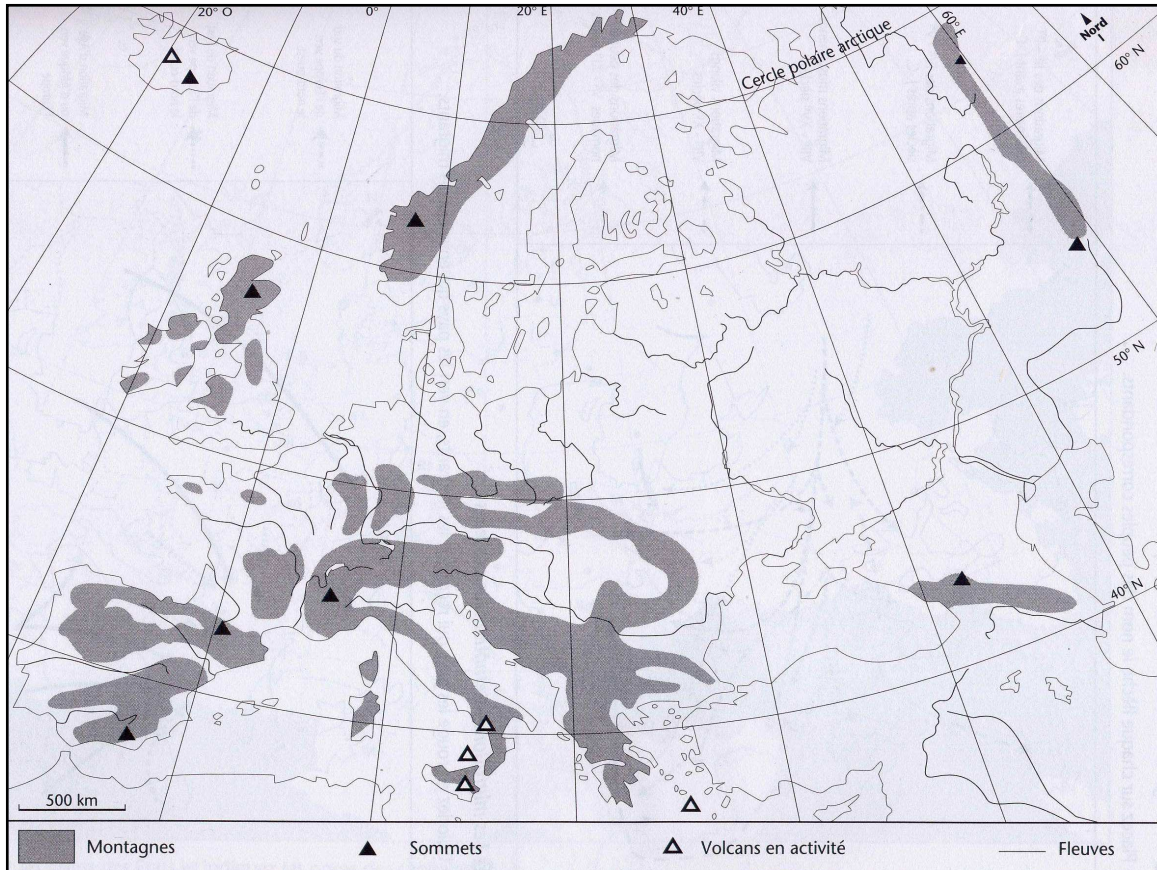 20° O
0°
20° E
40° E
60° E
Nord
60° N
Cercle polaire arctique
50° N
40° N
500 km
Montagnes
Sommets
Volcans en activité
Fleuves